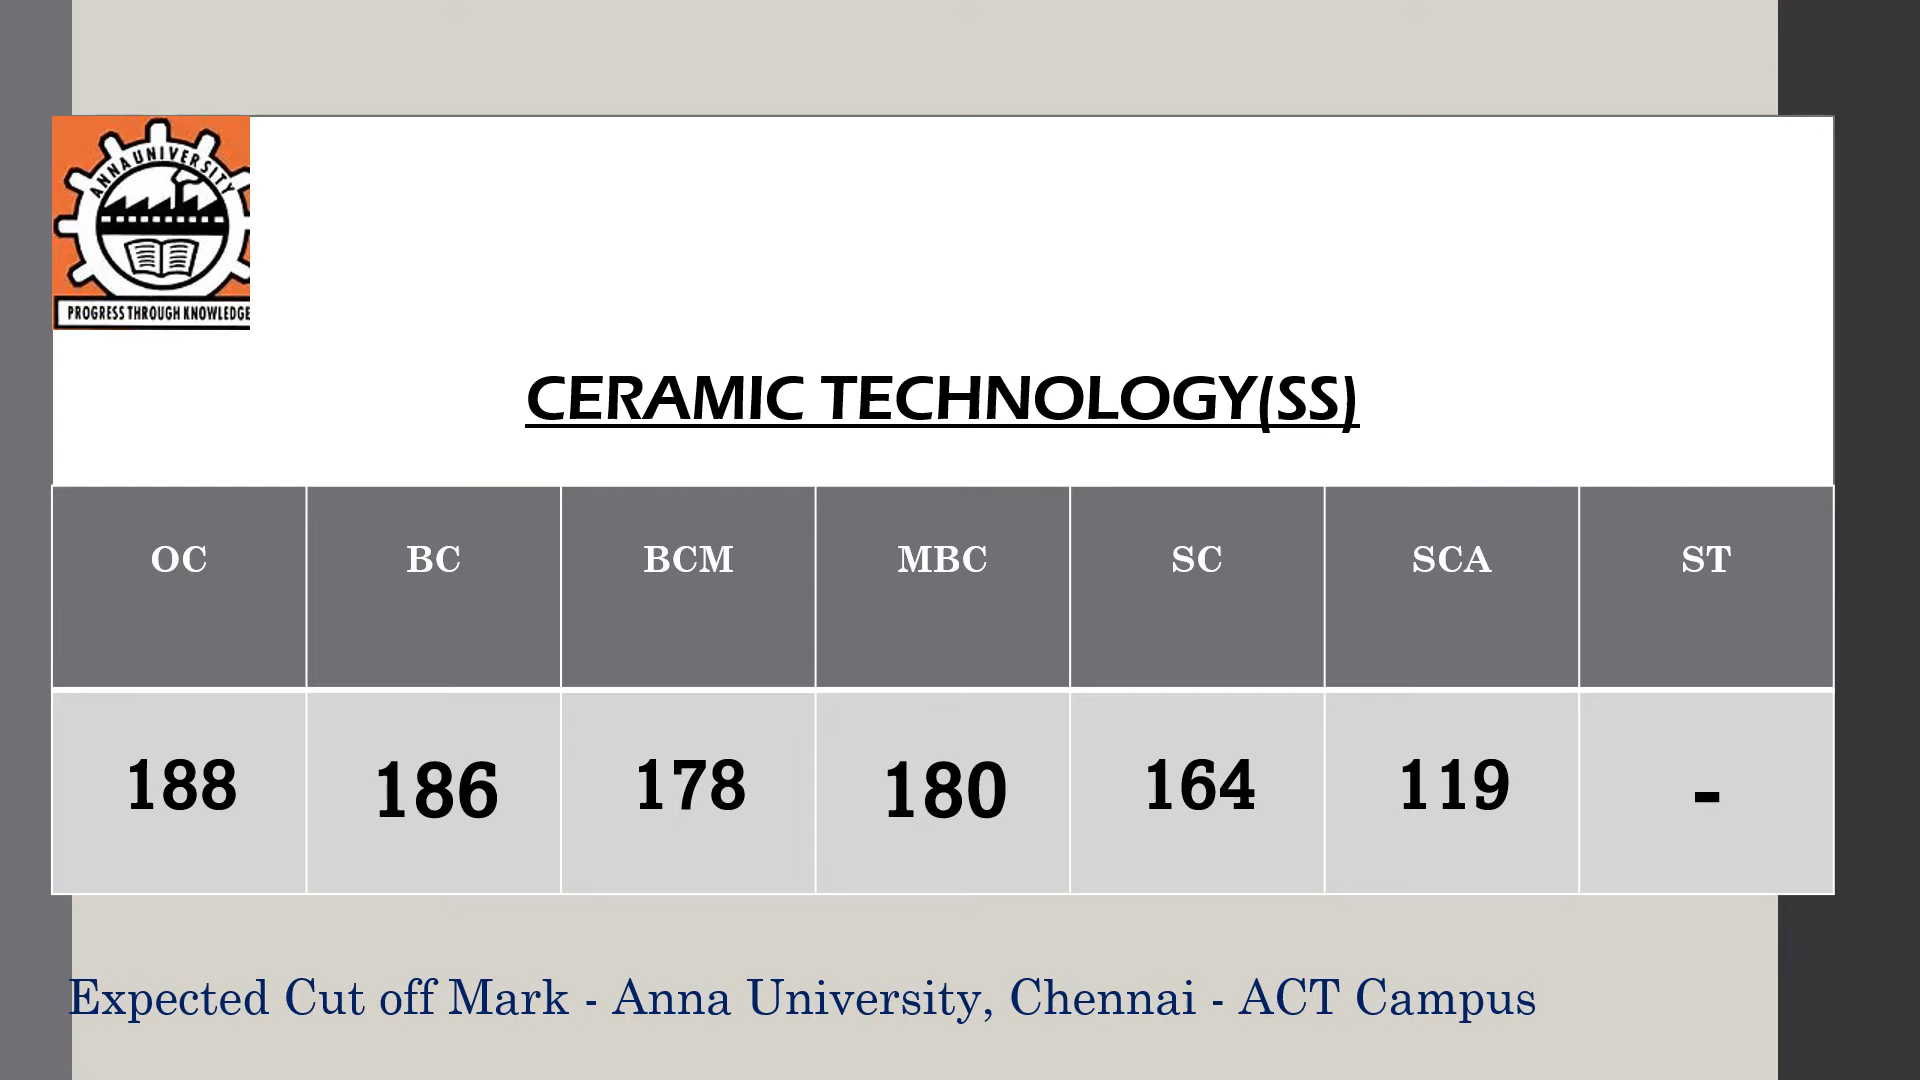 ANNA UNIVERSITY
PROGRESS THROUGH KNOWLEDGE
CERAMIC TECHNOLOGY(SS)
OC BC BCM MBC SC SCA ST
188 186 178 180 164 119 -
Expected Cut off Mark - Anna University, Chennai - ACT Campus